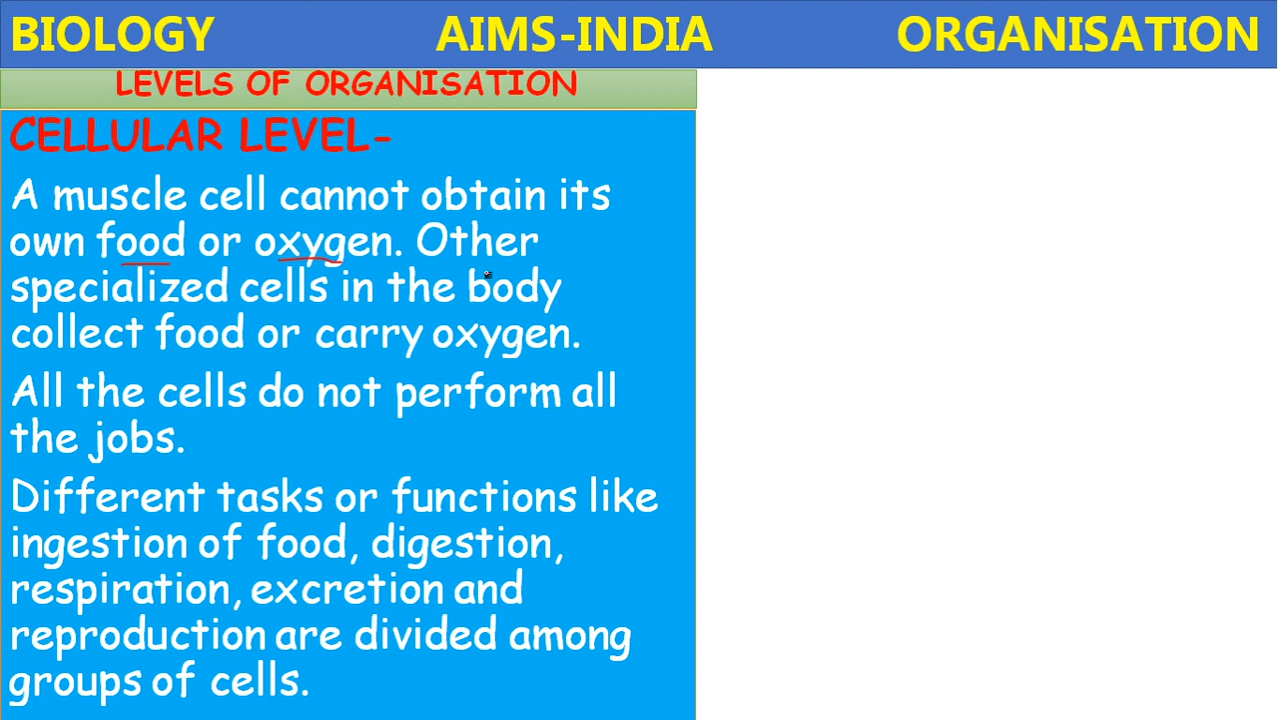 BIOLOGY AIMS-INDIA ORGANISATION
LEVELS OF ORGANISATION
CELLULAR LEVEL-
A muscle cell cannot obtain its
own food or oxygen. Other
specialized cells in the body
collect food or carry oxygen.
All the cells do not perform all
the jobs.
Different tasks or functions like
ingestion of food, digestion,
respiration, excretion and
reproduction are divided among
groups of cells.